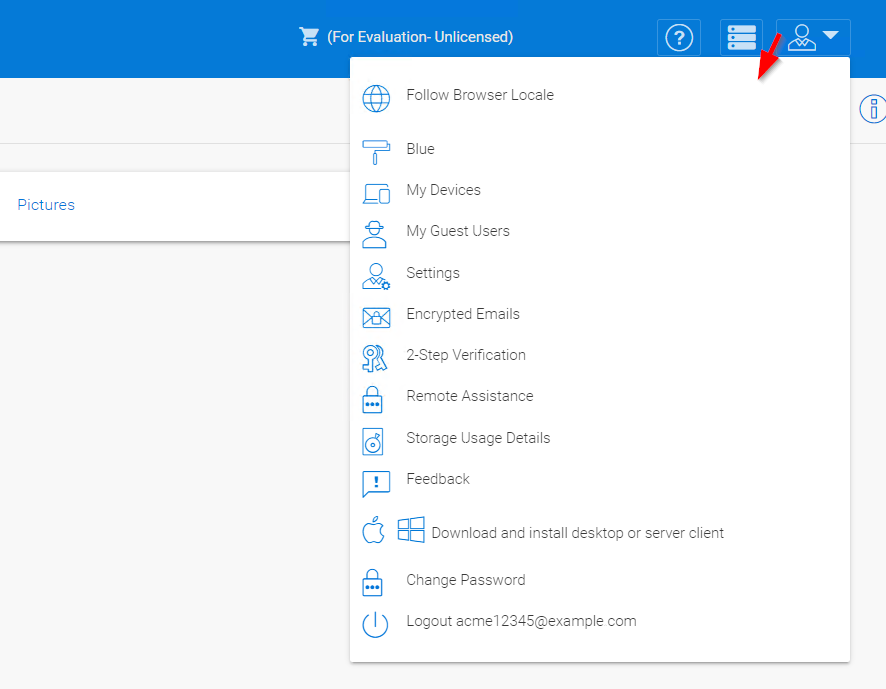 (For Evaluation- Unlicensed)
Follow Browser Locale
Blue
Pictures
My Devices
My Guest Users
Settings
Encrypted Emails
2-Step Verification
Remote Assistance
Storage Usage Details
Feedback
Download and install desktop or server client
Change Password
Logout acme12345@example com